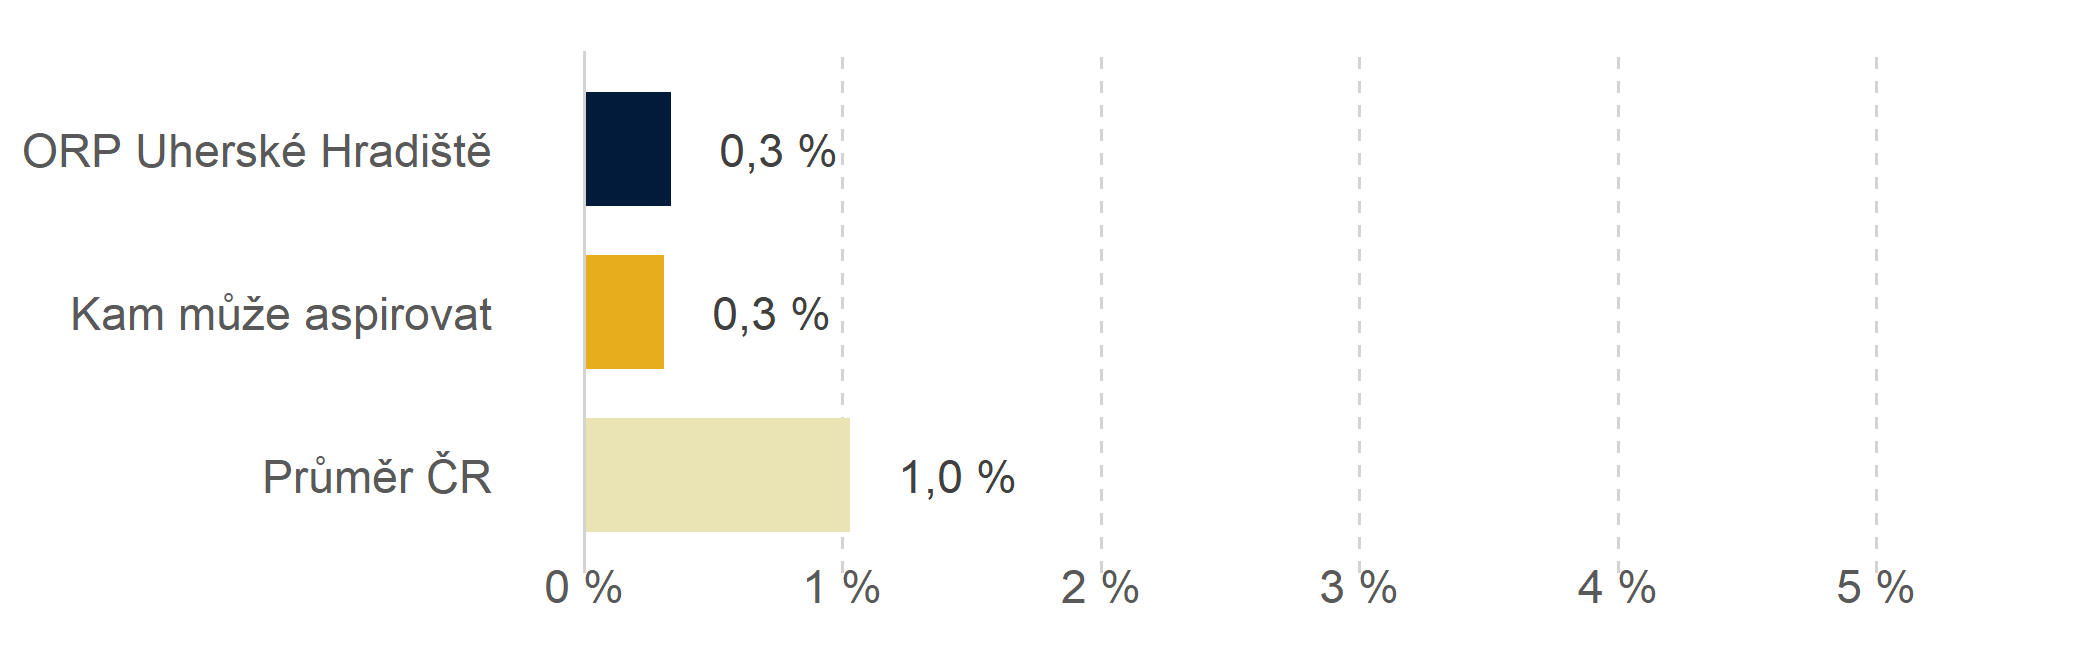 ORP Uherské Hradiště 0,3 %
Kam může aspirovat 0,3 %
Průměr ČR 1,0 %
0 % 1 % 2 % 3 % 4 % 5 %